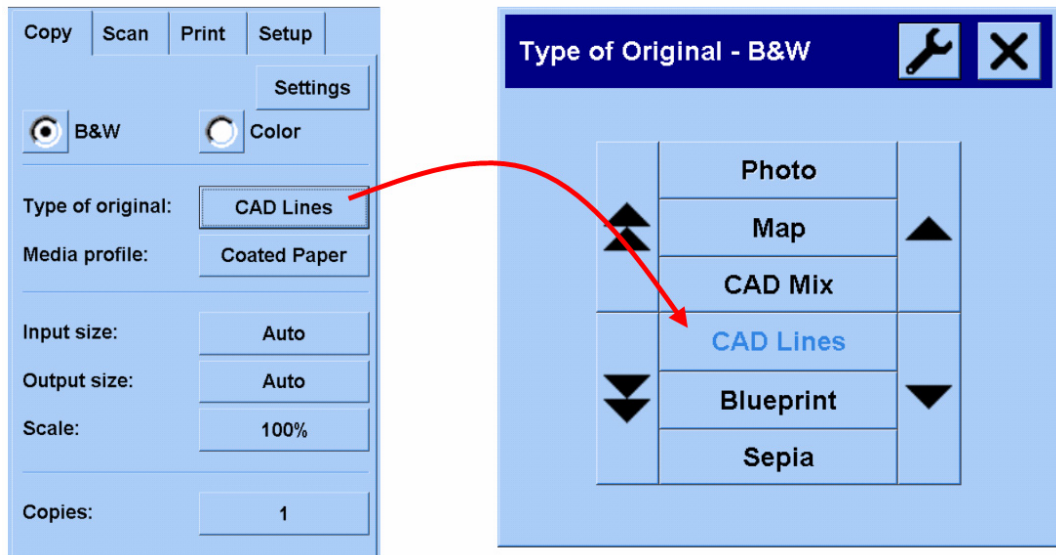 Copy Scan Print Setup
Settings
B&W Color
Type of original: CAD Lines
Media profile: Coated Paper
Input size: Auto
Output size: Auto
Scale: 100%
Copies: 1
Type of Original - B&W
Photo
Map
CAD Mix
CAD Lines
Blueprint
Sepia